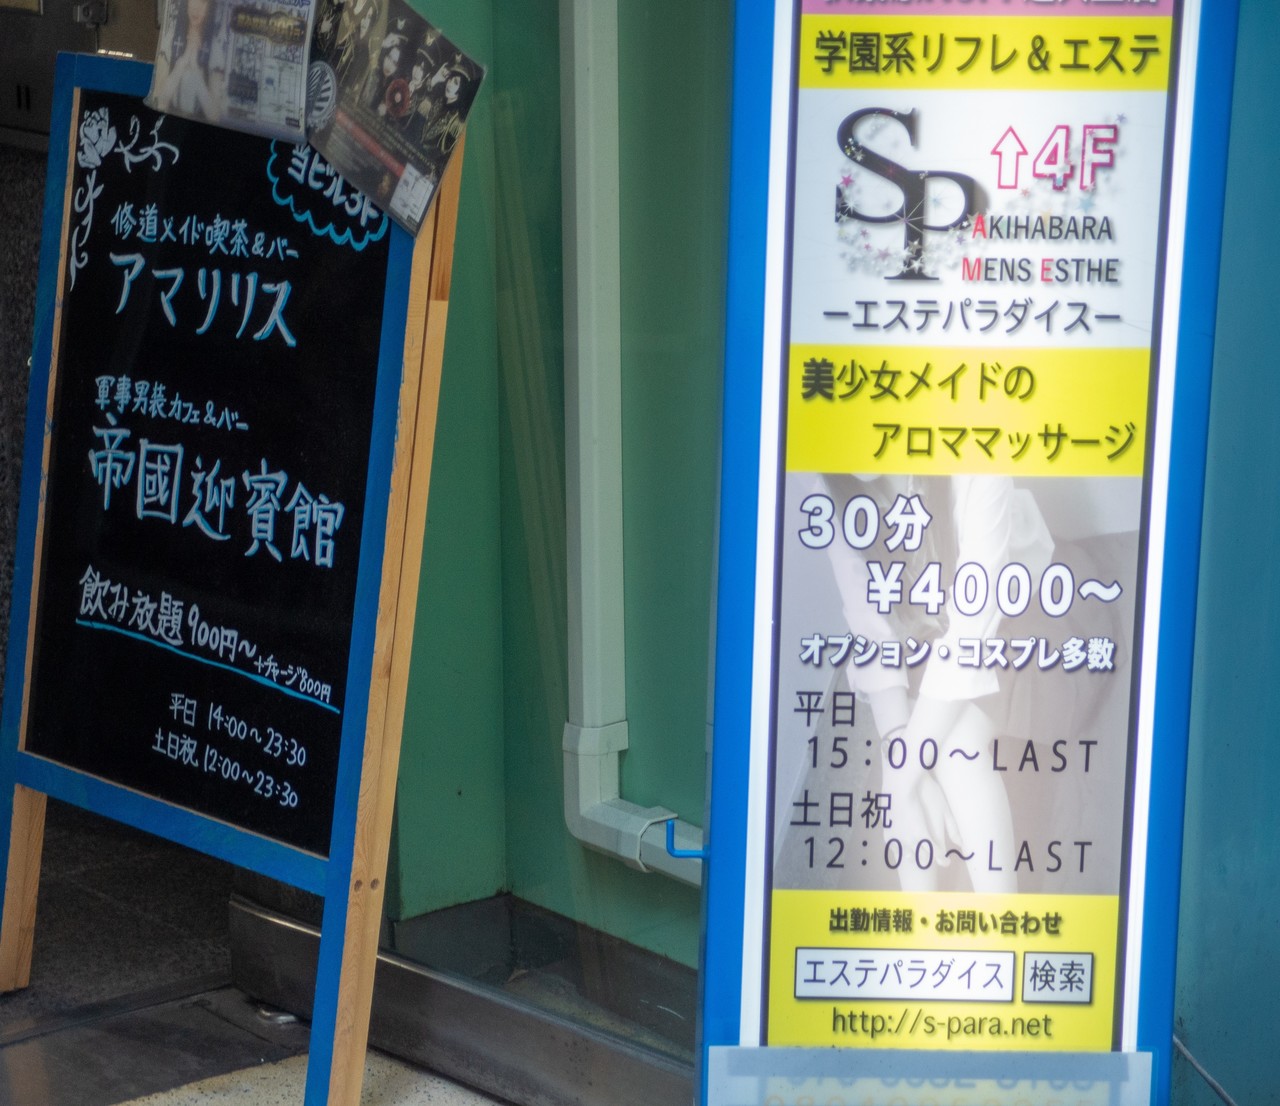 当ビル3F
修道メイド喫茶&バー
アマリリス
軍事男装カフェ&バー
帝國迎賓館
飲み放題900円〜
+チャージ800円
平日 14:00〜23:30
土日祝 12:00〜23:30
学園系リフレ&エステ
SP
⇧4F
AKIHABARA
MENS ESTHE
ーエステパラダイスー
美少女メイドの
アロママッサージ
30分
¥4000〜
オプション・コスプレ多数
平日
15:00〜LAST
土日祝
12:00〜LAST
出勤情報・お問い合わせ
エステパラダイス 検索
http://s-para.net